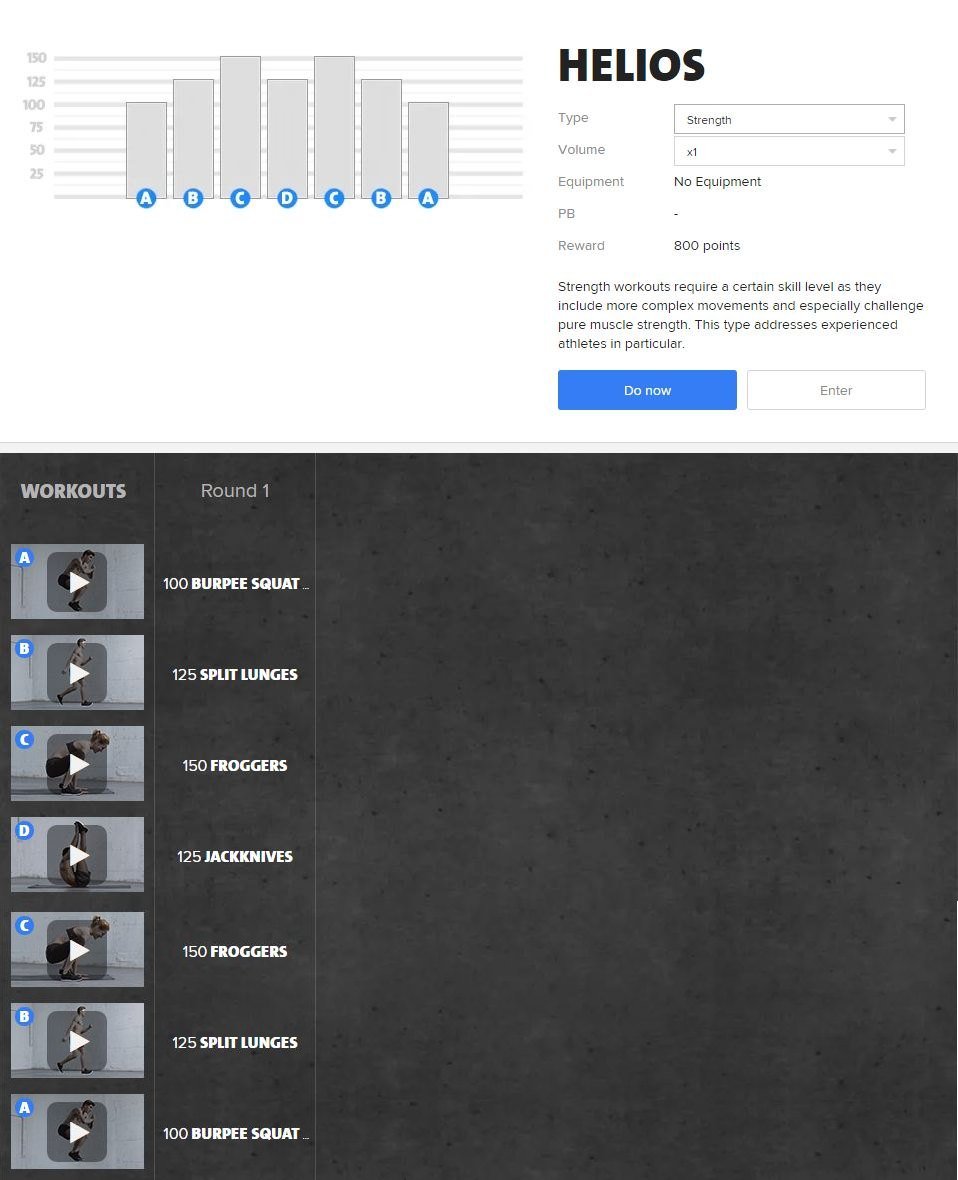 150
125
100
75
50
25
A B C D C B A
HELIOS
Type Strength
Volume x1
Equipment No Equipment
PB -
Reward 800 points
Strength workouts require a certain skill level as they
include more complex movements and especially challenge
pure muscle strength. This type addresses experienced
athletes in particular.
Do now Enter
WORKOUTS Round 1
A 100 BURPEE SQUAT ...
B 125 SPLIT LUNGES
C 150 FROGGERS
D 125 JACKKNIVES
C 150 FROGGERS
B 125 SPLIT LUNGES
A 100 BURPEE SQUAT ...